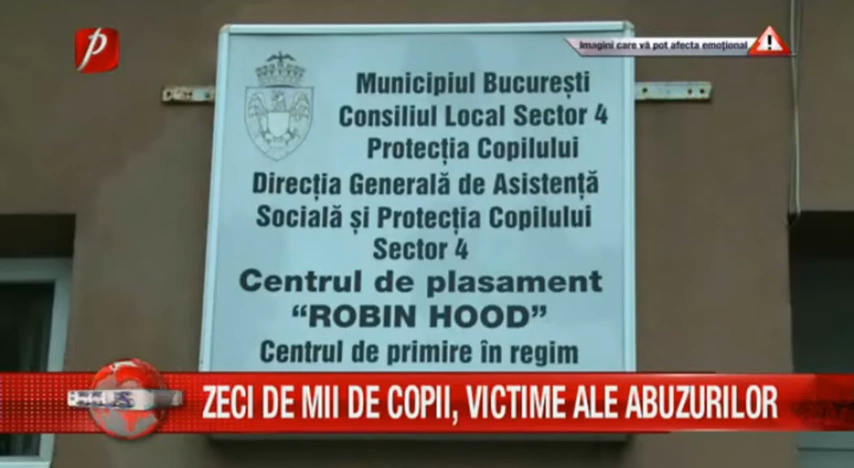 p
Imagini care vă pot afecta emoțional
Municipiul București
Consiliul Local Sector 4
Protecția Copilului
Direcția Generală de Asistență
Socială și Protecția Copilului
Sector 4
Centrul de plasament
“ROBIN HOOD”
Centrul de primire în regim
ZECI DE MII DE COPII, VICTIME ALE ABUZURILOR